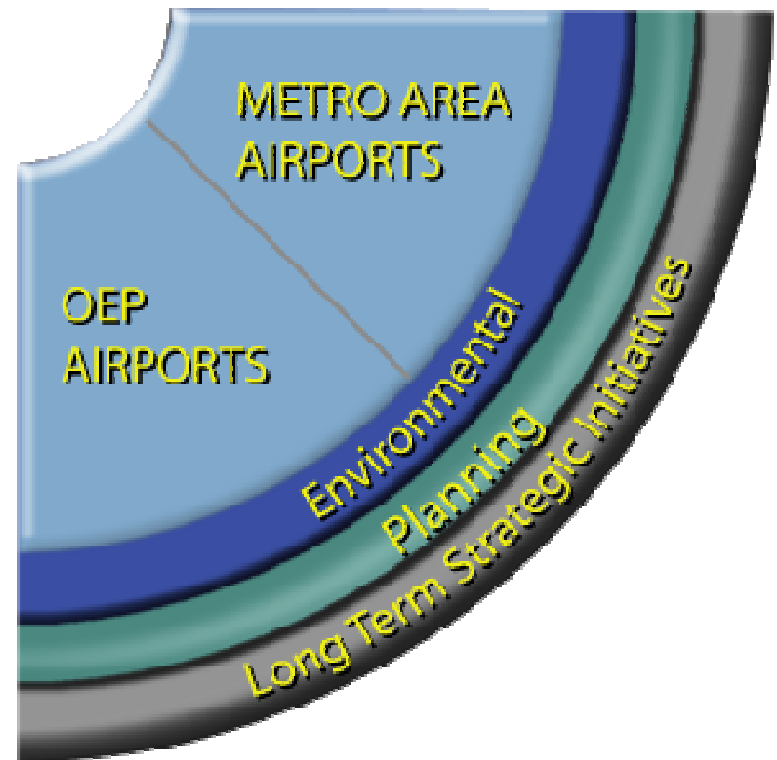 METRO AREA
AIRPORTS
OEP
AIRPORTS
Environmental
Planning
Long Term Strategic Initiatives